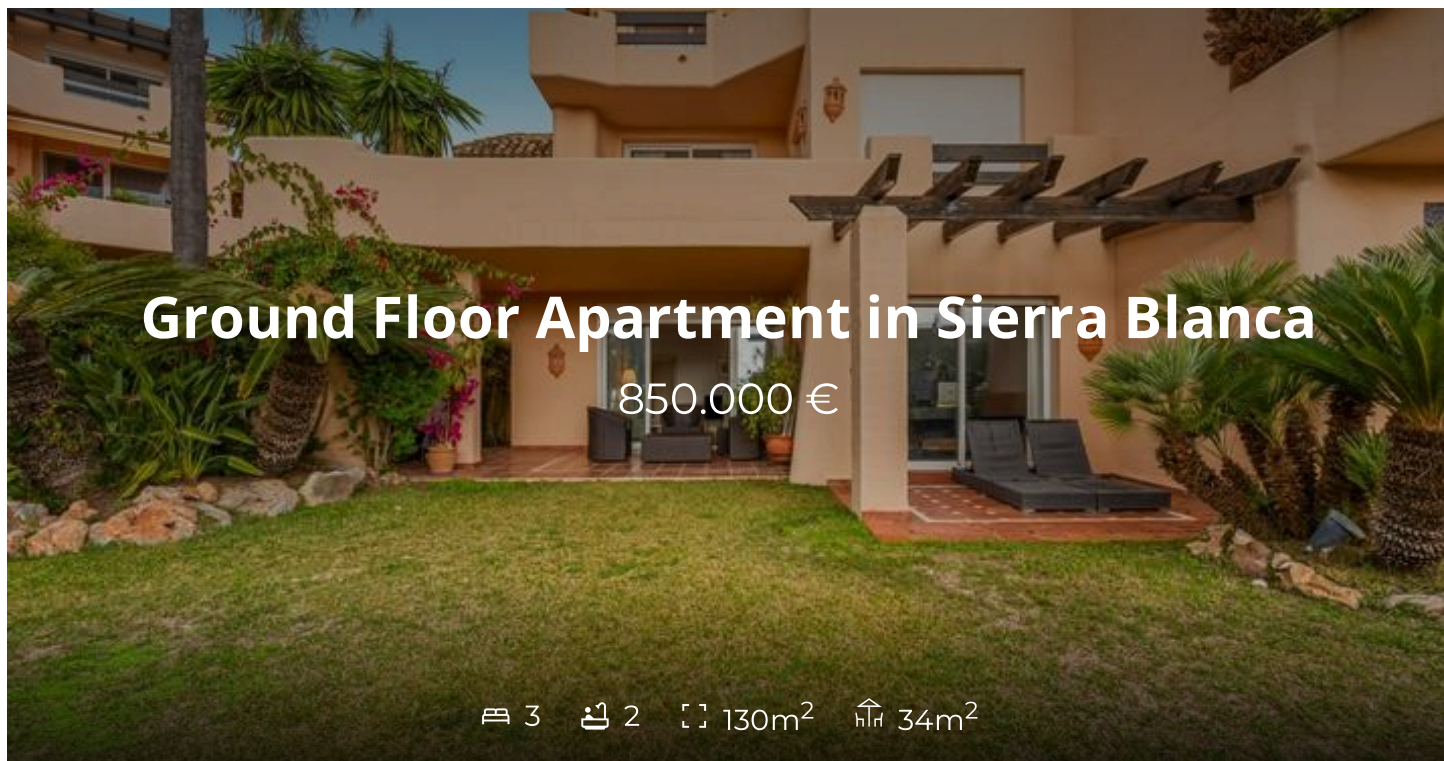 Ground Floor Apartment in Sierra Blanca
850.000 €
3 2 130m² 34m²